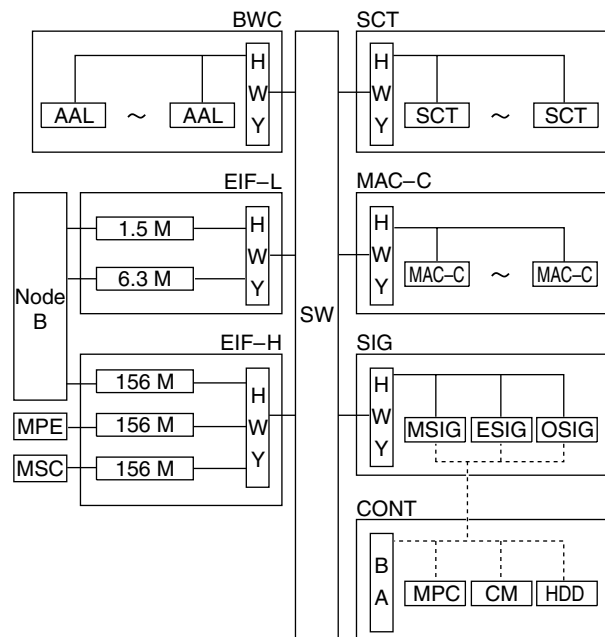 BWC
AAL ～ AAL
H
W
Y
SCT
H
W
Y
SCT ～ SCT
EIF–L
1.5 M
6.3 M
H
W
Y
MAC–C
H
W
Y
MAC–C ～ MAC–C
Node
B
SW
EIF–H
156 M
156 M
156 M
H
W
Y
MPE
MSC
SIG
H
W
Y
MSIG ESIG OSIG
CONT
B
A
MPC CM HDD